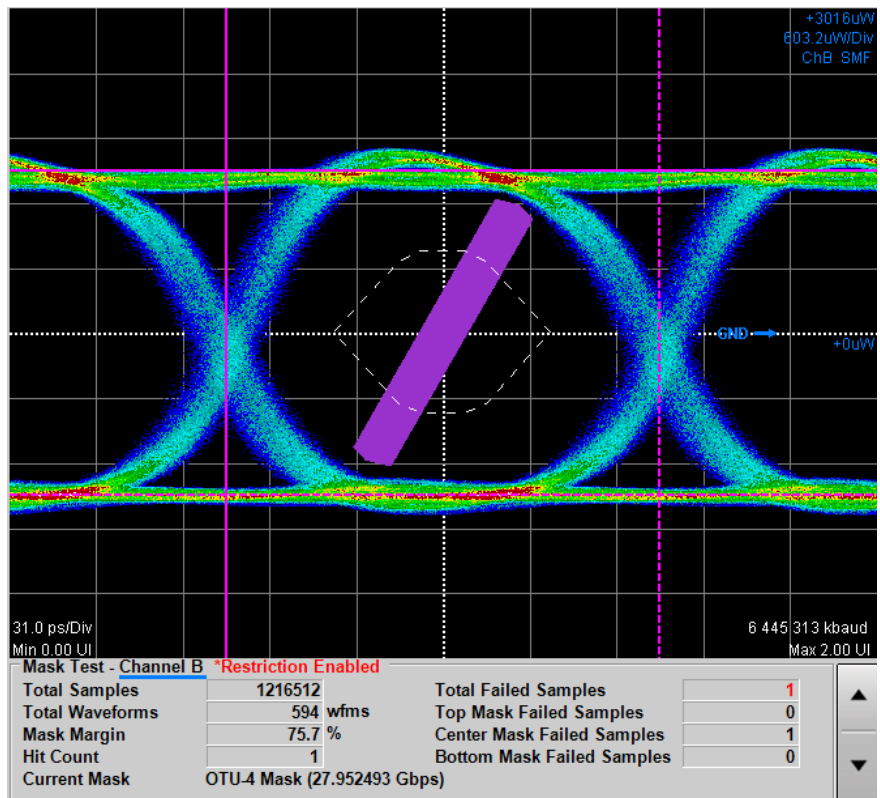 +3016uW
603.2uW/Div
ChB SMF
GND
+0uW
31.0 ps/Div
6 445 313 kbaud
Min 0.00 UI
Max 2.00 UI
Mask Test - Channel B *Restriction Enabled
Total Samples 1216512
Total Failed Samples 1
Total Waveforms 594 wfms
Top Mask Failed Samples 0
Mask Margin 75.7 %
Center Mask Failed Samples 1
Hit Count 1
Bottom Mask Failed Samples 0
Current Mask OTU-4 Mask (27.952493 Gbps)